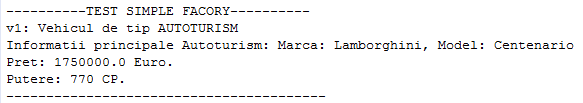 ----------TEST SIMPLE FACORY----------
v1: Vehicul de tip AUTOTURISM
Informatii principale Autoturism: Marca: Lamborghini, Model: Centenario
Pret: 1750000.0 Euro.
Putere: 770 CP.
----------------------------------------